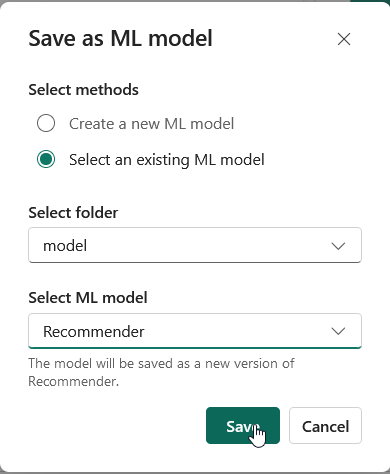 Save as ML model
Select methods
Create a new ML model
Select an existing ML model
Select folder
model
Select ML model
Recommender
The model will be saved as a new version of
Recommender.
Save
Cancel